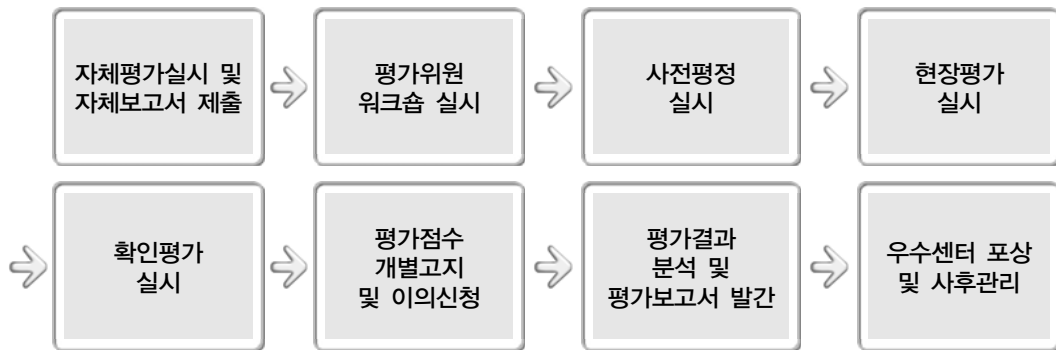 자체평가실시 및
자체보고서 제출
평가위원
워크숍 실시
사전평정
실시
현장평가
실시
확인평가
실시
평가점수
개별고지
및 이의신청
평가결과
분석 및
평가보고서 발간
우수센터 포상
및 사후관리